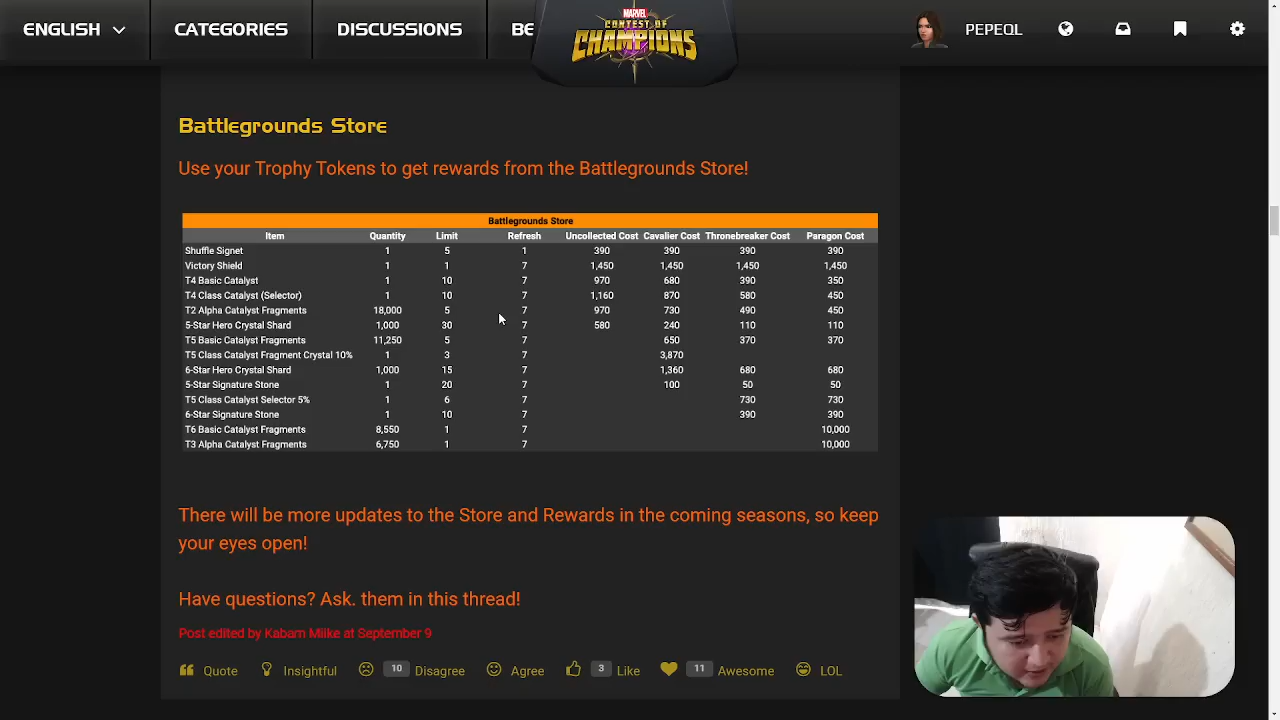 ENGLISH CATEGORIES DISCUSSIONS BE MARVEL CONTEST OF CHAMPIONS PEPEQL
Battlegrounds Store
Use your Trophy Tokens to get rewards from the Battlegrounds Store!
Battlegrounds Store
Item Quantity Limit Refresh Uncollected Cost Cavalier Cost Thronebreaker Cost Paragon Cost
Shuffle Signet 1 5 1 390 390 390 390
Victory Shield 1 1 7 1,450 1,450 1,450 1,450
T4 Basic Catalyst 1 10 7 970 680 390 350
T4 Class Catalyst (Selector) 1 10 7 1,160 870 580 450
T2 Alpha Catalyst Fragments 18,000 5 7 970 730 490 450
5-Star Hero Crystal Shard 1,000 30 7 580 240 110 110
T5 Basic Catalyst Fragments 11,250 5 7 650 370 370
T5 Class Catalyst Fragment Crystal 10% 1 3 7 3,870
6-Star Hero Crystal Shard 1,000 15 7 1,360 680 680
5-Star Signature Stone 1 20 7 100 50 50
T5 Class Catalyst Selector 5% 1 6 7 730 730
6-Star Signature Stone 1 10 7 390 390
T6 Basic Catalyst Fragments 8,550 1 7 10,000
T3 Alpha Catalyst Fragments 6,750 1 7 10,000
There will be more updates to the Store and Rewards in the coming seasons, so keep
your eyes open!
Have questions? Ask. them in this thread!
Post edited by Kabam Miike at September 9
Quote Insightful 10 Disagree Agree 3 Like 11 Awesome LOL